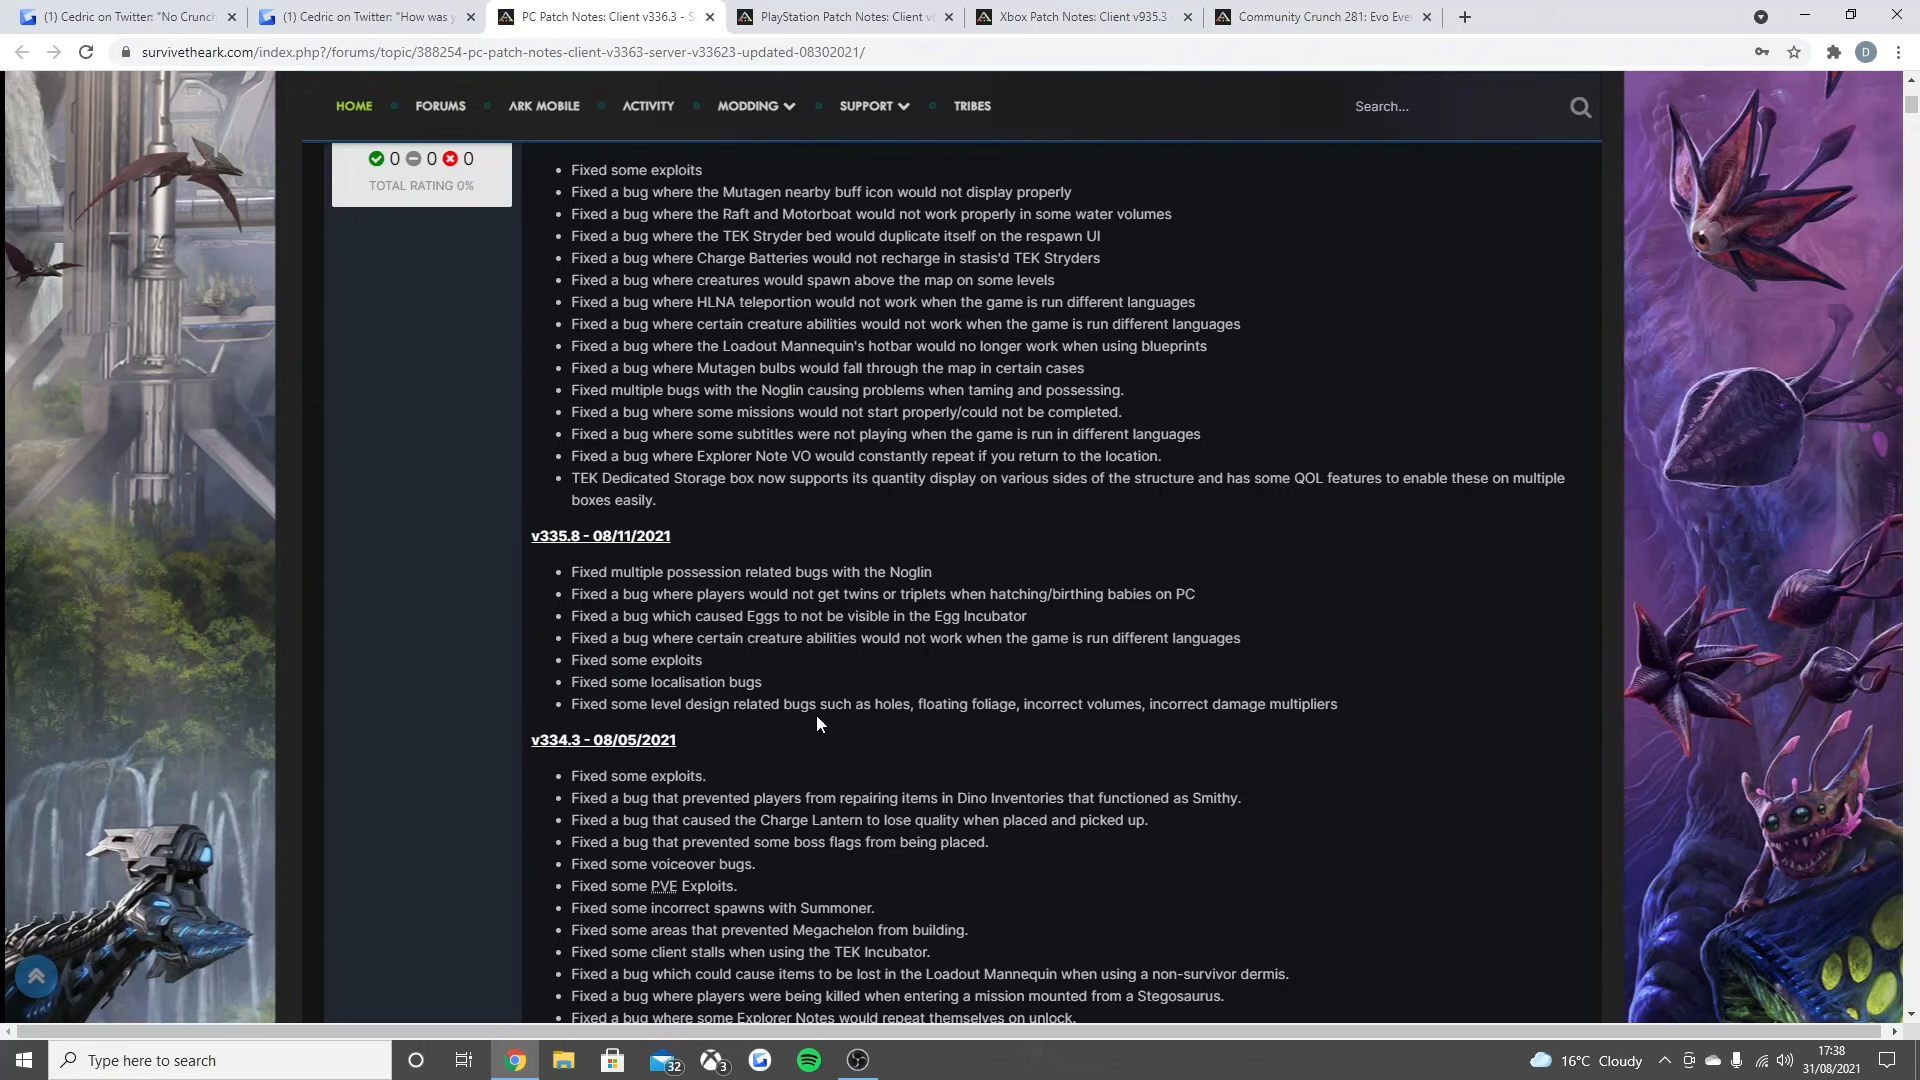 (1) Cedric on Twitter: "No Crunch
(1) Cedric on Twitter: "How was y
PC Patch Notes: Client v336.3 - S
PlayStation Patch Notes: Client v
Xbox Patch Notes: Client v935.3
Community Crunch 281: Evo Eve
survivetheark.com/index.php?/forums/topic/388254-pc-patch-notes-client-v3363-server-v33623-updated-08302021/
D
HOME FORUMS ARK MOBILE ACTIVITY MODDING SUPPORT TRIBES Search...
0 0 0
TOTAL RATING 0%
Fixed some exploits
Fixed a bug where the Mutagen nearby buff icon would not display properly
Fixed a bug where the Raft and Motorboat would not work properly in some water volumes
Fixed a bug where the TEK Stryder bed would duplicate itself on the respawn UI
Fixed a bug where Charge Batteries would not recharge in stasis'd TEK Stryders
Fixed a bug where creatures would spawn above the map on some levels
Fixed a bug where HLNA teleportion would not work when the game is run different languages
Fixed a bug where certain creature abilities would not work when the game is run different languages
Fixed a bug where the Loadout Mannequin's hotbar would no longer work when using blueprints
Fixed a bug where Mutagen bulbs would fall through the map in certain cases
Fixed multiple bugs with the Noglin causing problems when taming and possessing.
Fixed a bug where some missions would not start properly/could not be completed.
Fixed a bug where some subtitles were not playing when the game is run in different languages
Fixed a bug where Explorer Note VO would constantly repeat if you return to the location.
TEK Dedicated Storage box now supports its quantity display on various sides of the structure and has some QOL features to enable these on multiple
boxes easily.
v335.8 - 08/11/2021
Fixed multiple possession related bugs with the Noglin
Fixed a bug where players would not get twins or triplets when hatching/birthing babies on PC
Fixed a bug which caused Eggs to not be visible in the Egg Incubator
Fixed a bug where certain creature abilities would not work when the game is run different languages
Fixed some exploits
Fixed some localisation bugs
Fixed some level design related bugs such as holes, floating foliage, incorrect volumes, incorrect damage multipliers
v334.3 - 08/05/2021
Fixed some exploits.
Fixed a bug that prevented players from repairing items in Dino Inventories that functioned as Smithy.
Fixed a bug that caused the Charge Lantern to lose quality when placed and picked up.
Fixed a bug that prevented some boss flags from being placed.
Fixed some voiceover bugs.
Fixed some PVE Exploits.
Fixed some incorrect spawns with Summoner.
Fixed some areas that prevented Megachelon from building.
Fixed some client stalls when using the TEK Incubator.
Fixed a bug which could cause items to be lost in the Loadout Mannequin when using a non-survivor dermis.
Fixed a bug where players were being killed when entering a mission mounted from a Stegosaurus.
Fixed a bug where some Explorer Notes would repeat themselves on unlock.
Type here to search
32
3
16°C Cloudy
17:38
31/08/2021